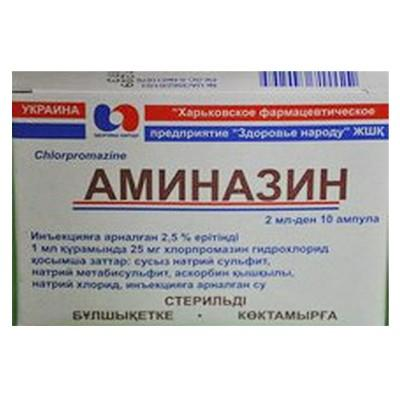 УКРАИНА
ЗДОРОВЬЕ НАРОДУ
"Харьковское фармацевтическое
предприятие "Здоровье народу" ЖШҚ
Chlorpromazine
АМИНАЗИН
2 мл-ден 10 ампула
Инъекцияға арналған 2,5 % ерітінді
1 мл құрамында 25 мг хлорпромазин гидрохлорид
қосымша заттар: сусыз натрий сульфит,
натрий метабисульфит, аскорбин қышқылы,
натрий хлорид, инъекцияға арналған су
СТЕРИЛЬДІ
БҰЛШЫҚЕТКЕ • КӨКТАМЫРҒА